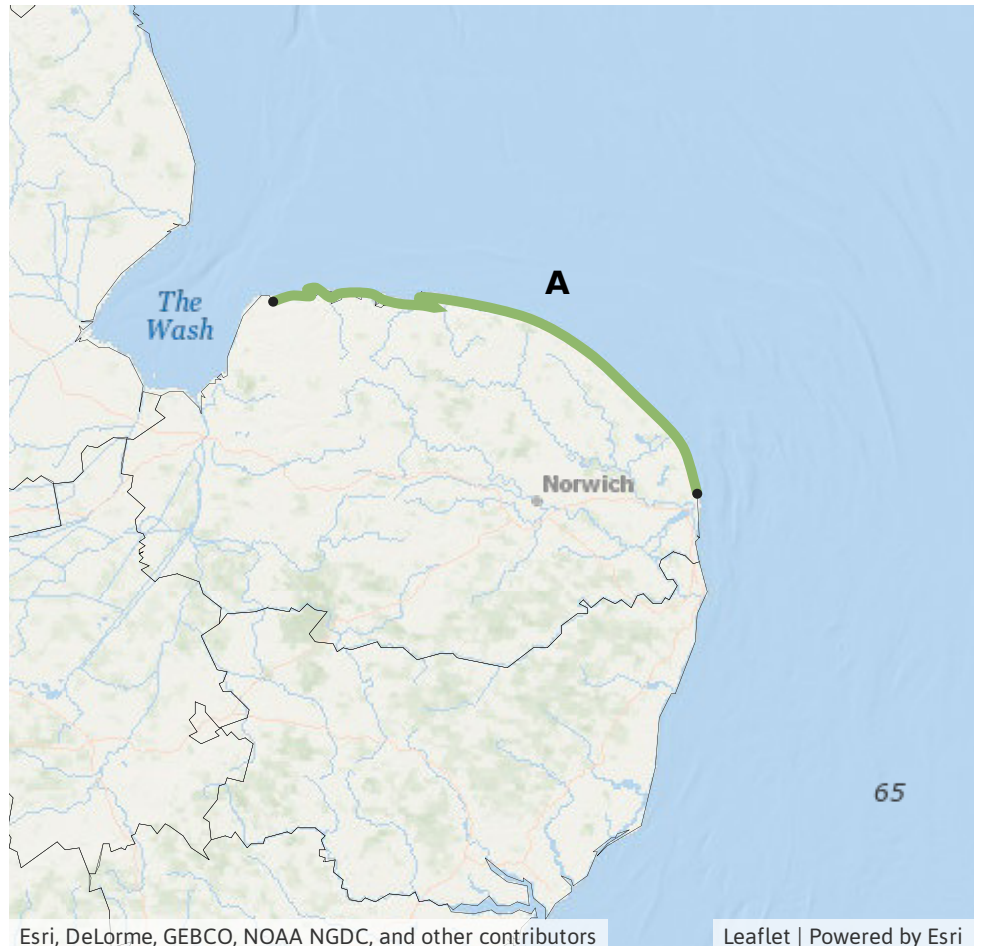 A
The
Wash
Norwich
65
Esri, DeLorme, GEBCO, NOAA NGDC, and other contributors
Leaflet | Powered by Esri